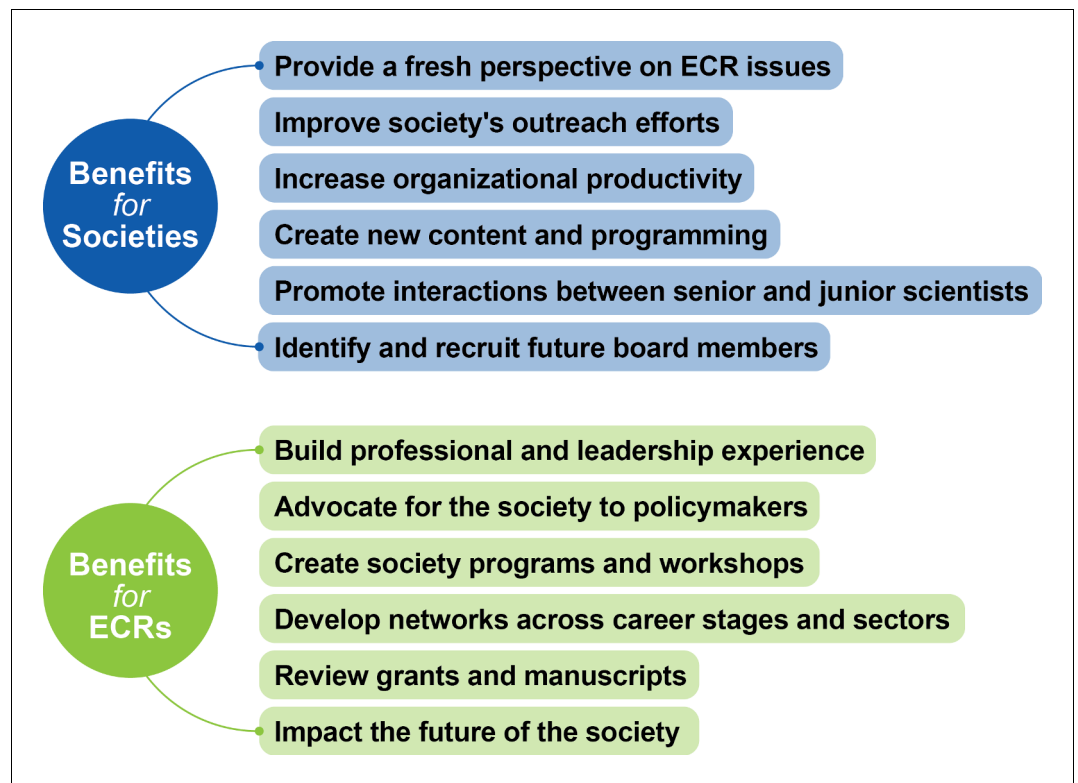 Benefits
for
Societies
Provide a fresh perspective on ECR issues
Improve society's outreach efforts
Increase organizational productivity
Create new content and programming
Promote interactions between senior and junior scientists
Identify and recruit future board members
Benefits
for
ECRs
Build professional and leadership experience
Advocate for the society to policymakers
Create society programs and workshops
Develop networks across career stages and sectors
Review grants and manuscripts
Impact the future of the society